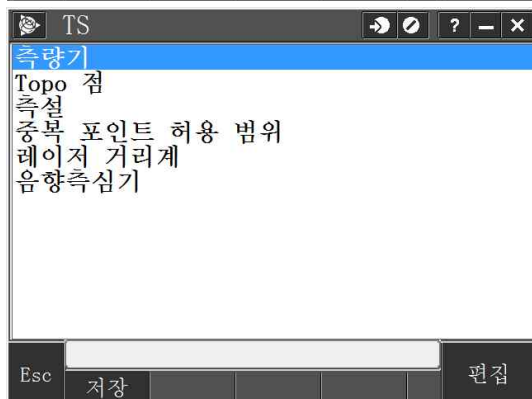 TS
?
측량기
Topo 점
측설
중복 포인트 허용 범위
레이저 거리계
음향측심기
Esc
저장
편집